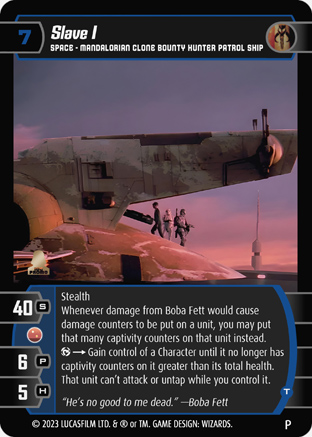 7
Slave I
SPACE - MANDALORIAN CLONE BOUNTY HUNTER PATROL SHIP
PROMO
40 S
6 P
5 H
Stealth
Whenever damage from Boba Fett would cause
damage counters to be put on a unit, you may put
that many captivity counters on that unit instead.
→ Gain control of a Character until it no longer has
captivity counters on it greater than its total health.
That unit can't attack or untap while you control it.
"He's no good to me dead." —Boba Fett
T
© 2023 LUCASFILM LTD. & ® or TM. GAME DESIGN: WIZARDS.
P